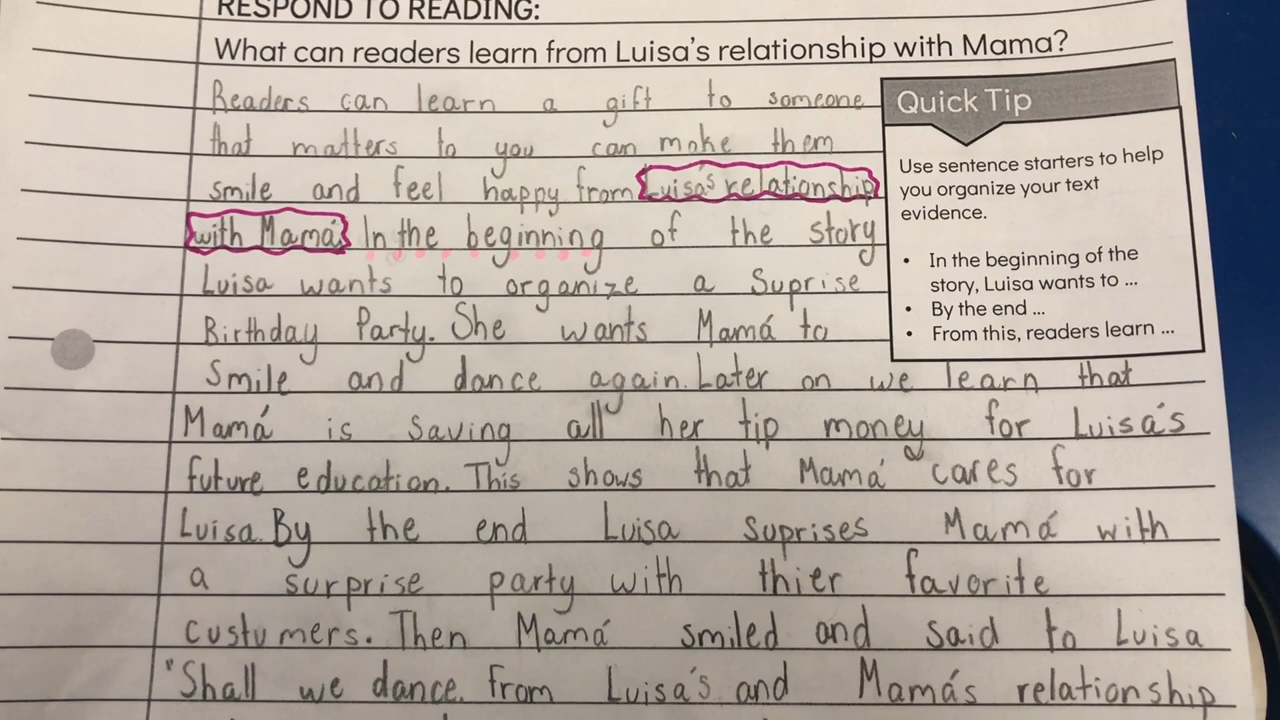 RESPOND TO READING:
What can readers learn from Luisa's relationship with Mama?
Readers can learn a gift to someone
that matters to you can make them
smile and feel happy from Luisa's relationship
with Mamá. In the beginning of the story
Luisa wants to organize a Suprise
Birthday Party. She wants Mamá to
Smile and dance again. Later on we learn that
Mamá is saving all her tip money for Luisa's
future education. This shows that Mamá cares for
Luisa. By the end Luisa suprises Mamá with
a surprise party with thier favorite
custumers. Then Mamá smiled and said to Luisa
"Shall we dance. From Luisa's and Mamá's relationship
Quick Tip
Use sentence starters to help
you organize your text
evidence.
• In the beginning of the
story, Luisa wants to ...
• By the end ...
• From this, readers learn ...